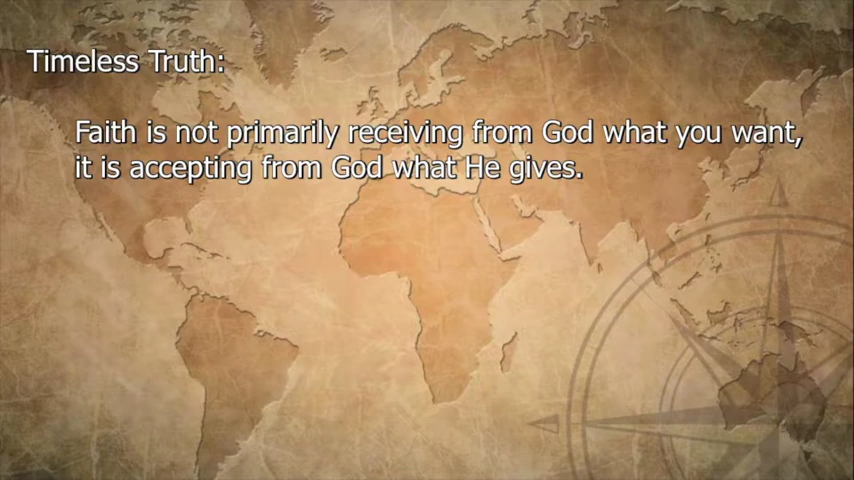 Timeless Truth:
Faith is not primarily receiving from God what you want,
it is accepting from God what He gives.